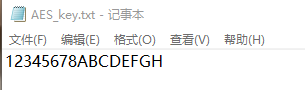 AES_key.txt - 记事本
文件(F) 编辑(E) 格式(O) 查看(V) 帮助(H)
12345678ABCDEFGH